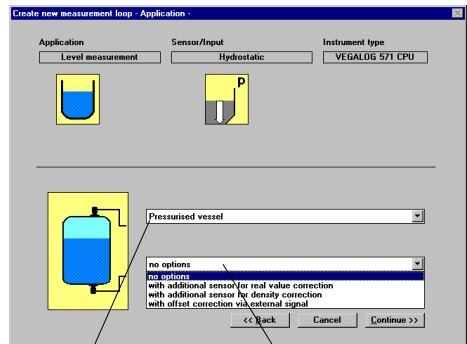 Create new measurement loop - Application -
Application Sensor/Input Instrument type
Level measurement Hydrostatic VEGALOG 571 CPU
p
Pressurised vessel
no options
no options
with additional sensor for real value correction
with additional sensor for density correction
with offset correction via external signal
<< Back Cancel Continue >>